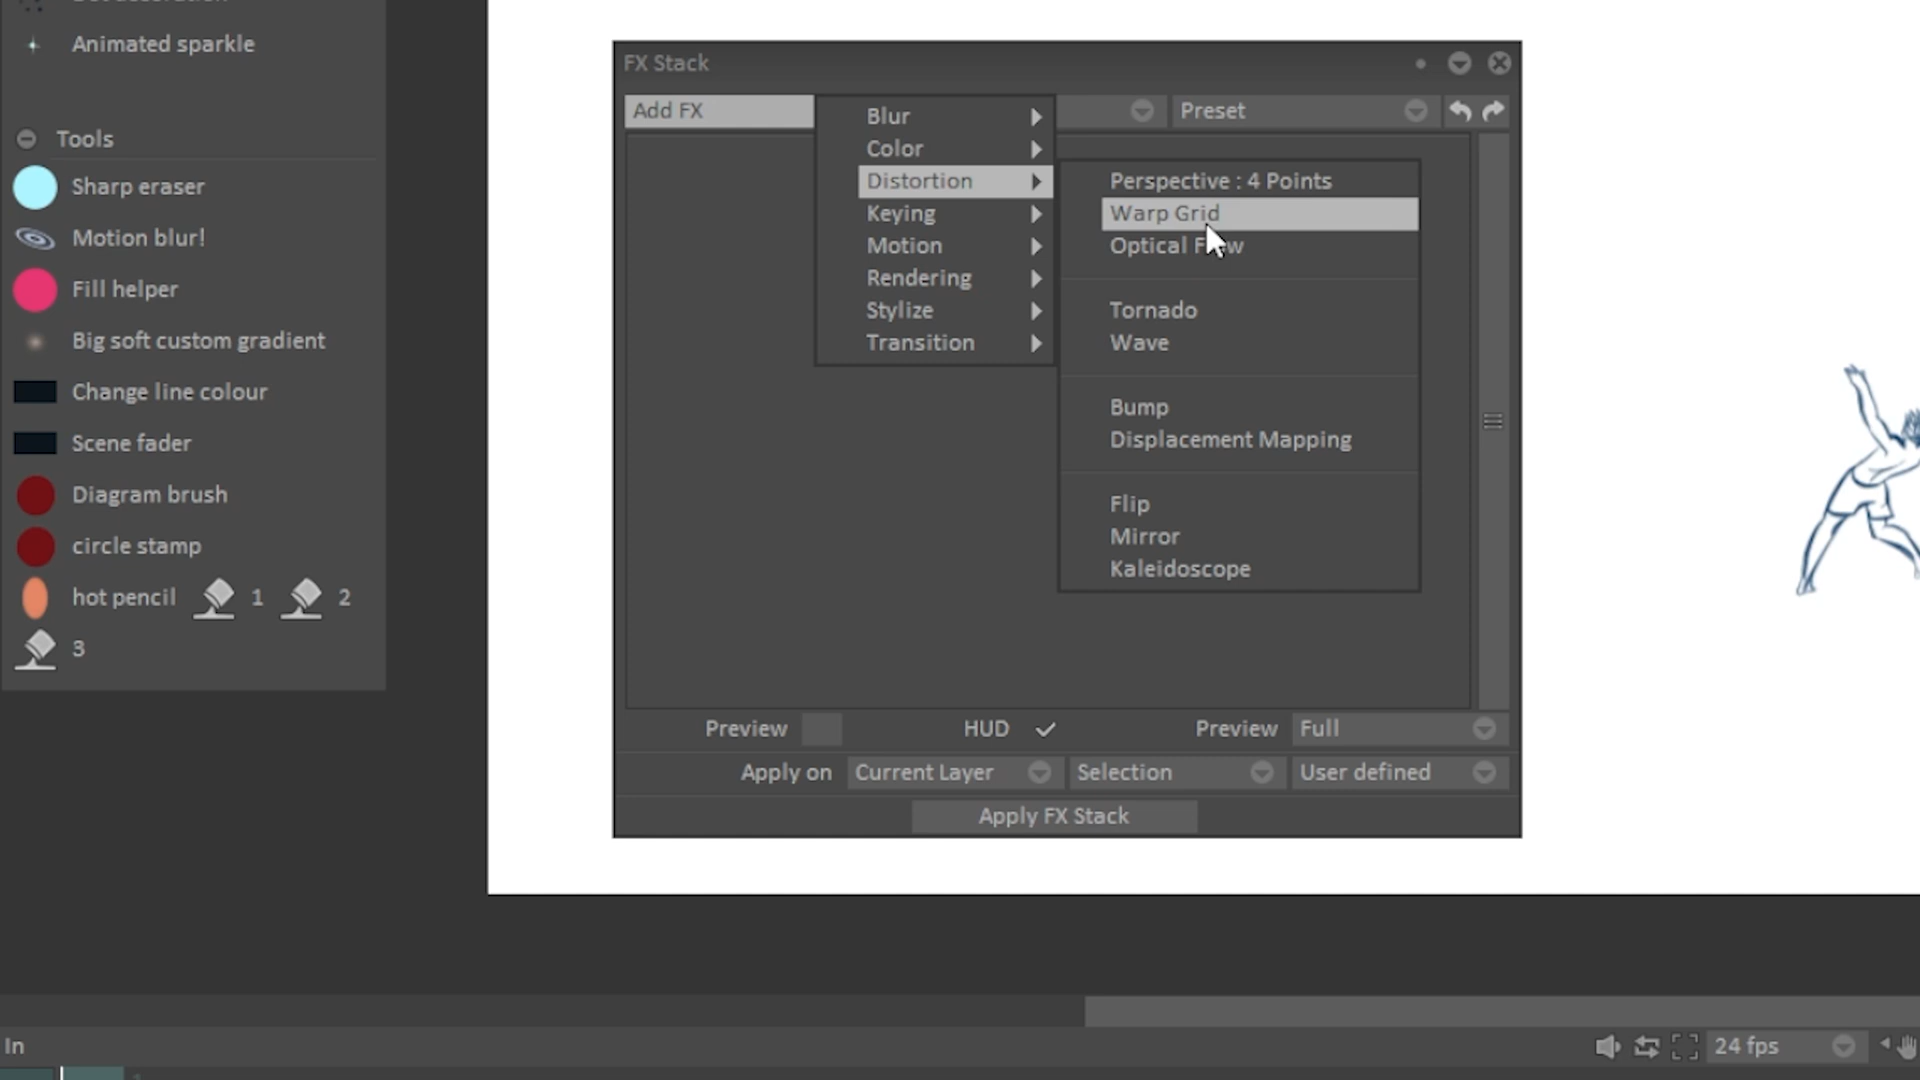 Animated sparkle
Tools
Sharp eraser
Motion blur!
Fill helper
Big soft custom gradient
Change line colour
Scene fader
Diagram brush
circle stamp
hot pencil 1 2
3
FX Stack
Add FX
Preset
Blur
Color
Distortion
Keying
Motion
Rendering
Stylize
Transition
Perspective : 4 Points
Warp Grid
Optical Flow
Tornado
Wave
Bump
Displacement Mapping
Flip
Mirror
Kaleidoscope
Preview HUD Preview Full
Apply on Current Layer Selection User defined
Apply FX Stack
In
24 fps